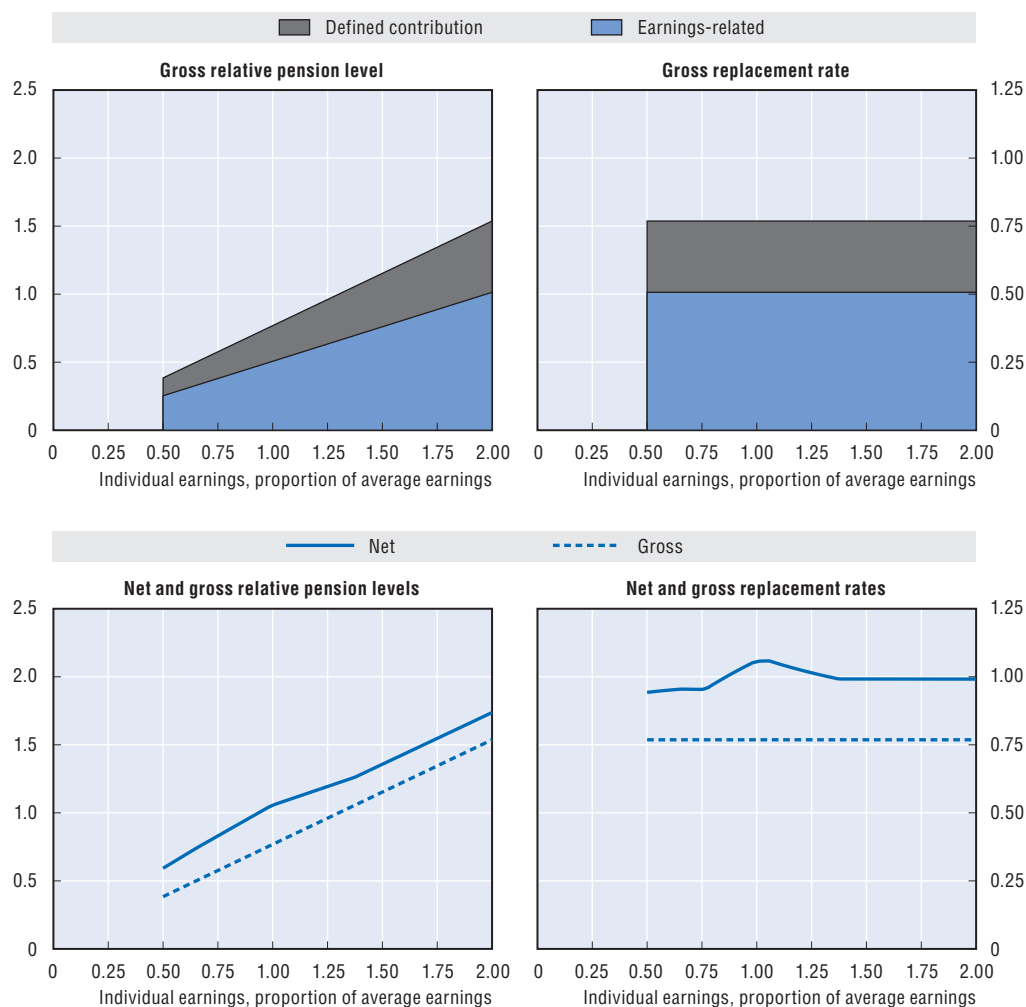 Defined contribution Earnings-related
Gross relative pension level
2.5
2.0
1.5
1.0
0.5
0
0 0.25 0.50 0.75 1.00 1.25 1.50 1.75 2.00
Individual earnings, proportion of average earnings
Gross replacement rate
1.25
1.00
0.75
0.50
0.25
0
0 0.25 0.50 0.75 1.00 1.25 1.50 1.75 2.00
Individual earnings, proportion of average earnings
Net Gross
Net and gross relative pension levels
2.5
2.0
1.5
1.0
0.5
0
0 0.25 0.50 0.75 1.00 1.25 1.50 1.75 2.00
Individual earnings, proportion of average earnings
Net and gross replacement rates
1.25
1.00
0.75
0.50
0.25
0
0 0.25 0.50 0.75 1.00 1.25 1.50 1.75 2.00
Individual earnings, proportion of average earnings